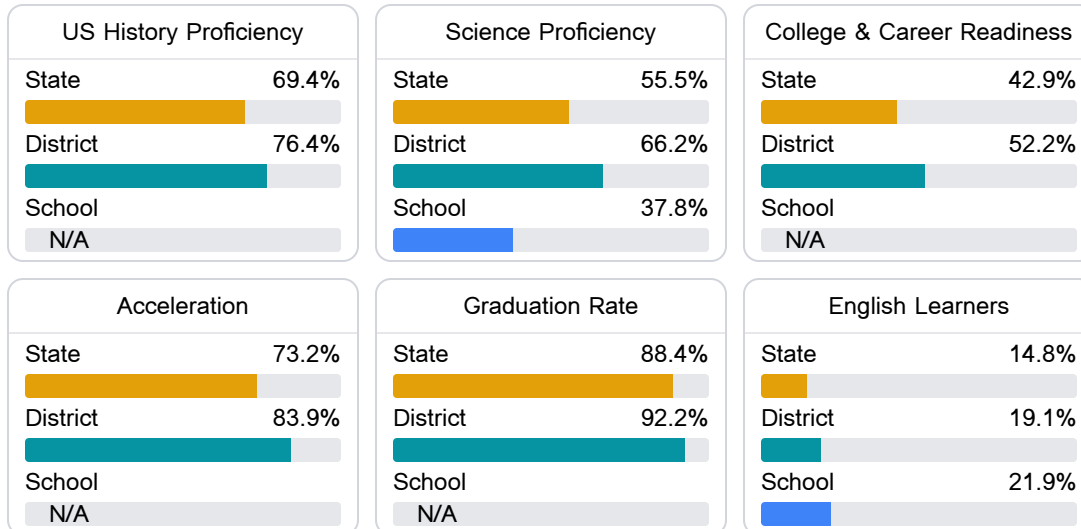 US History Proficiency
State 69.4%
District 76.4%
School
N/A
Science Proficiency
State 55.5%
District 66.2%
School 37.8%
College & Career Readiness
State 42.9%
District 52.2%
School
N/A
Acceleration
State 73.2%
District 83.9%
School
N/A
Graduation Rate
State 88.4%
District 92.2%
School
N/A
English Learners
State 14.8%
District 19.1%
School 21.9%